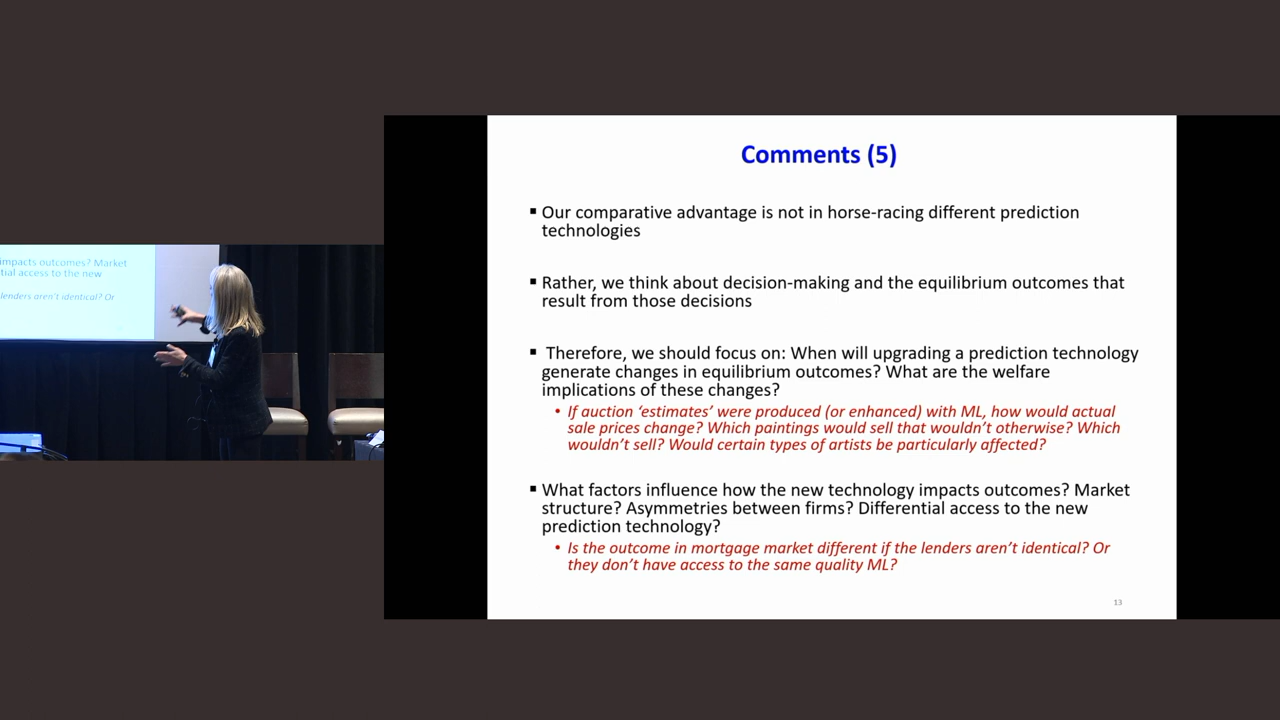 Comments (5)
▪ Our comparative advantage is not in horse-racing different prediction
technologies
▪ Rather, we think about decision-making and the equilibrium outcomes that
result from those decisions
▪ Therefore, we should focus on: When will upgrading a prediction technology
generate changes in equilibrium outcomes? What are the welfare
implications of these changes?
• If auction ‘estimates’ were produced (or enhanced) with ML, how would actual
sale prices change? Which paintings would sell that wouldn’t otherwise? Which
wouldn’t sell? Would certain types of artists be particularly affected?
▪ What factors influence how the new technology impacts outcomes? Market
structure? Asymmetries between firms? Differential access to the new
prediction technology?
• Is the outcome in mortgage market different if the lenders aren’t identical? Or
they don’t have access to the same quality ML?
13
impacts outcomes? Market
tial access to the new
lenders aren't identical? Or